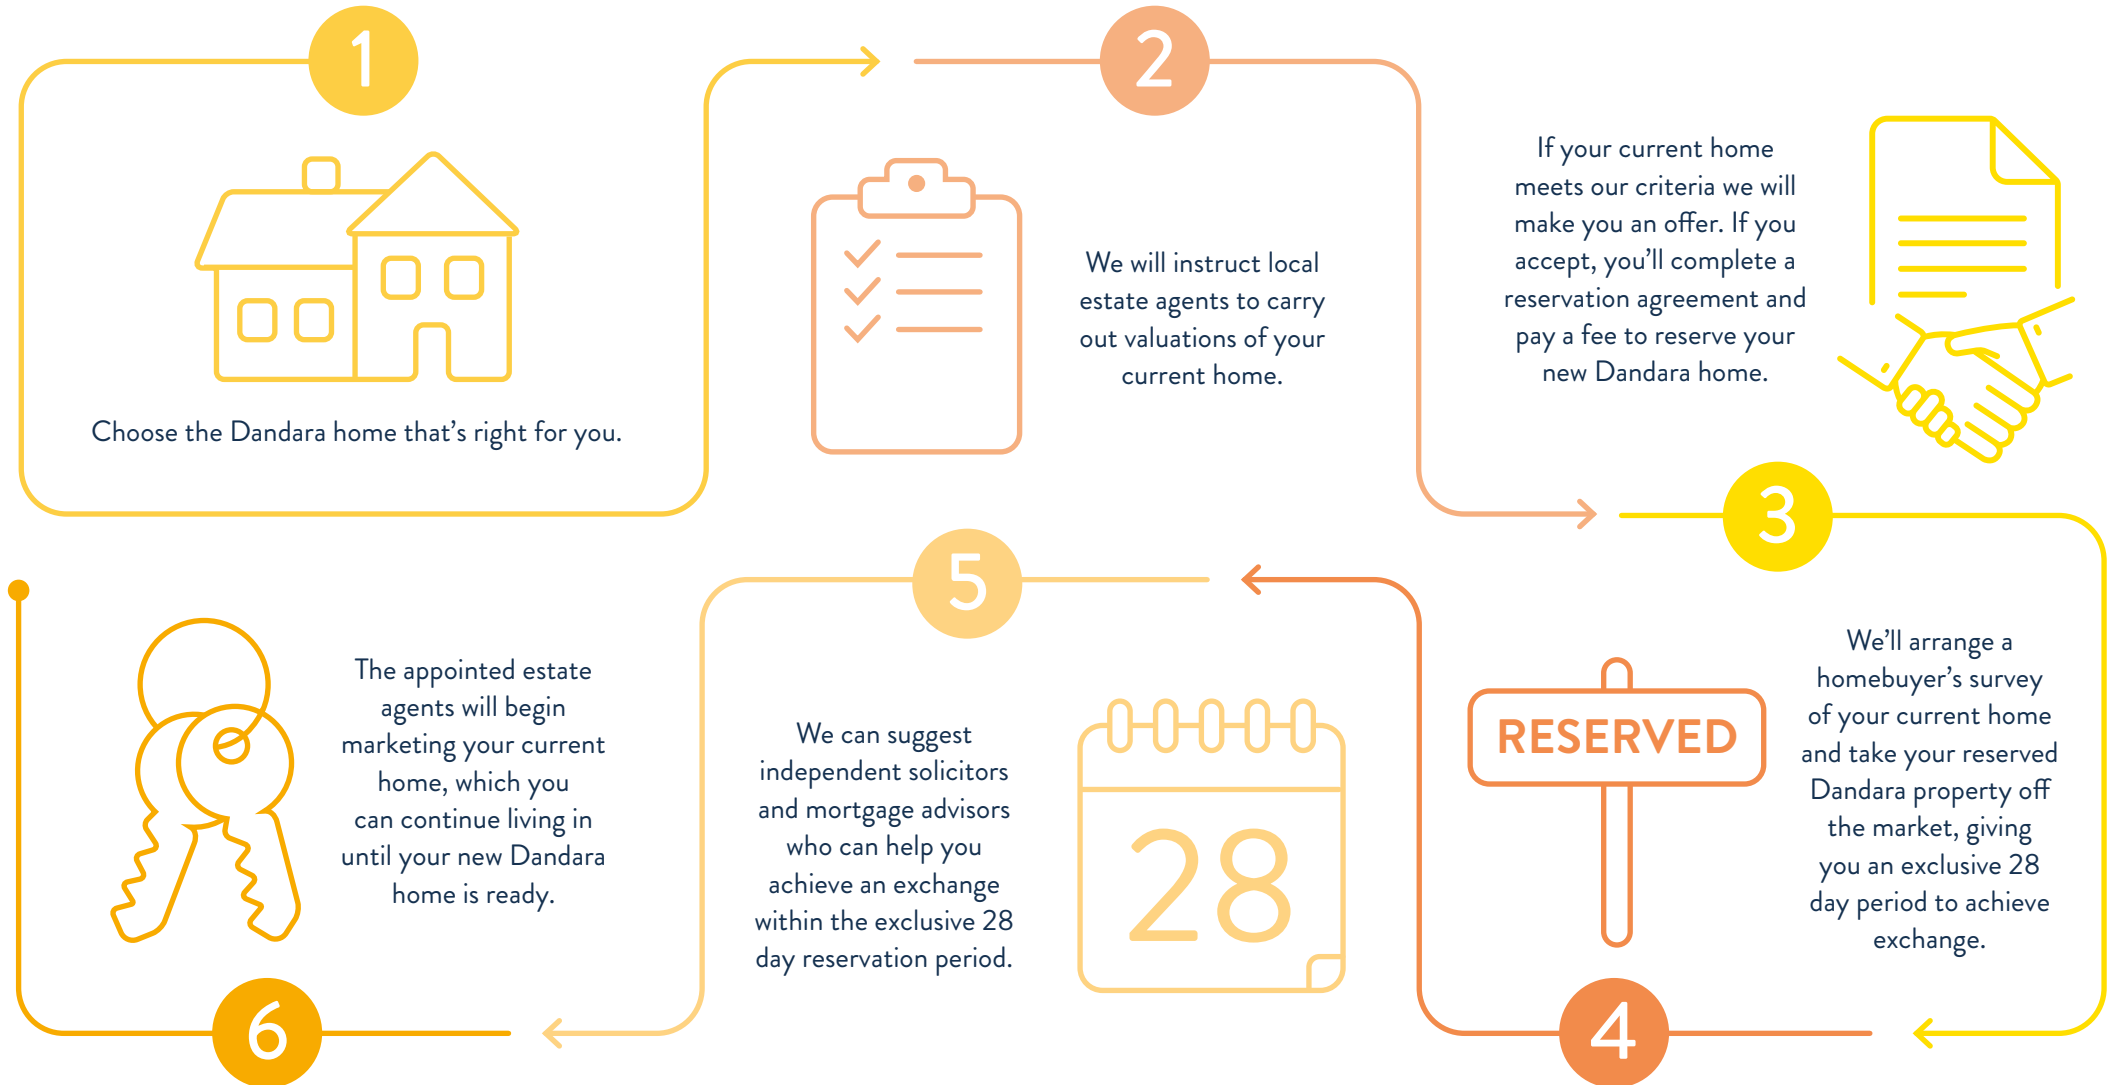 1
Choose the Dandara home that's right for you.
2
We will instruct local
estate agents to carry
out valuations of your
current home.
If your current home
meets our criteria we will
make you an offer. If you
accept, you'll complete a
reservation agreement and
pay a fee to reserve your
new Dandara home.
3
We'll arrange a
homebuyer's survey
of your current home
and take your reserved
Dandara property off
the market, giving
you an exclusive 28
day period to achieve
exchange.
RESERVED
4
5
We can suggest
independent solicitors
and mortgage advisors
who can help you
achieve an exchange
within the exclusive 28
day reservation period.
28
The appointed estate
agents will begin
marketing your current
home, which you
can continue living in
until your new Dandara
home is ready.
6